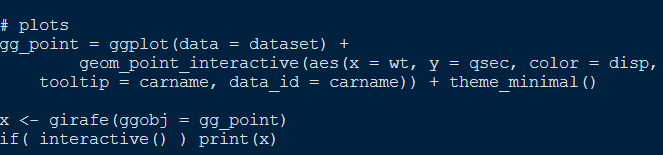 # plots
gg_point = ggplot(data = dataset) +
        geom_point_interactive(aes(x = wt, y = qsec, color = disp,
    tooltip = carname, data_id = carname)) + theme_minimal()

x <- girafe(ggobj = gg_point)
if( interactive() ) print(x)